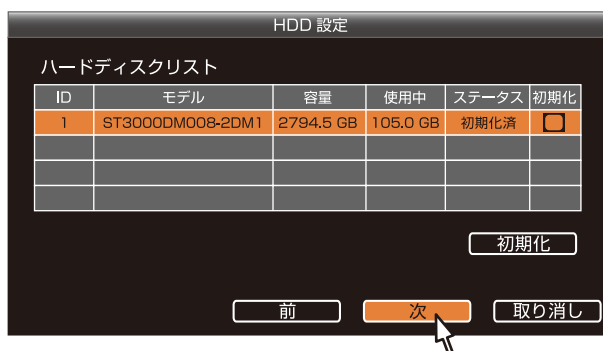 HDD 設定
ハードディスクリスト
ID モデル 容量 使用中 ステータス 初期化
1 ST3000DM008-2DM1 2794.5 GB 105.0 GB 初期化済
初期化
前 次 取り消し